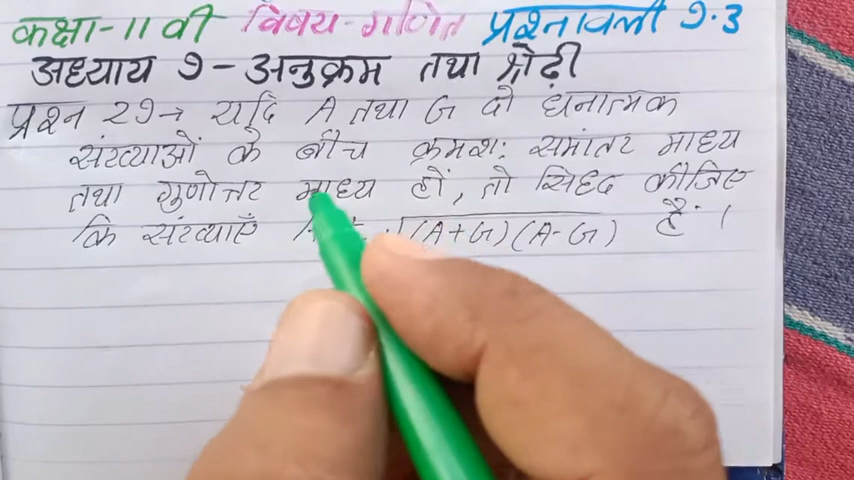 कक्षा-11 वी विषय-गणित प्रश्नावली 9.3
अध्याय 9-अनुक्रम तथा श्रेढ़ी
प्रश्न 29→ यदि A तथा G दो धनात्मक
संख्याओं के बीच क्रमश: समांतर माध्य
तथा गुणोत्तर माध्य हों, तो सिध्द कीजिए
कि संख्याएँ √(A+G)(A-G) हैं ।